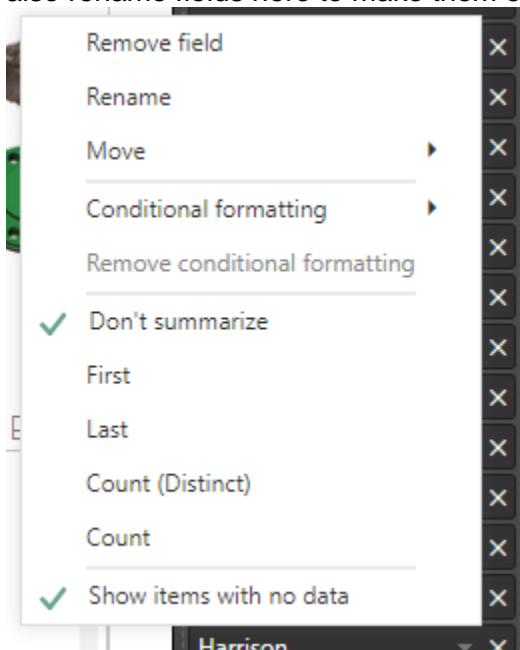 Remove field
Rename
Move
Conditional formatting
Remove conditional formatting
Don't summarize
First
Last
Count (Distinct)
Count
Show items with no data
Harrison